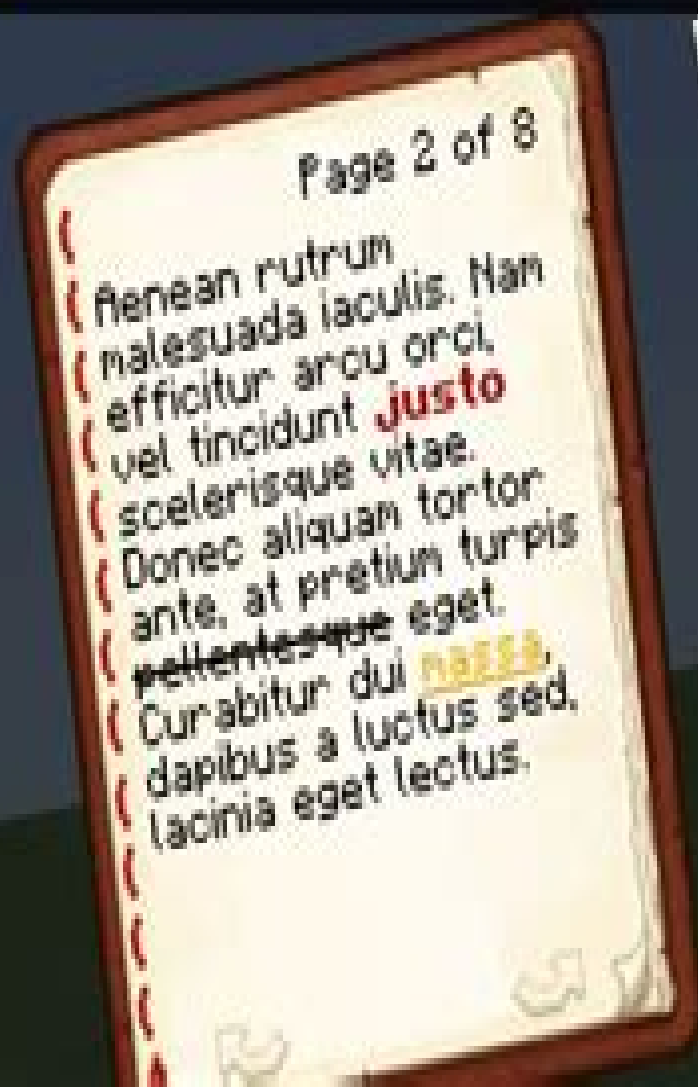 Page 2 of 8
Aenean rutrum
malesuada iaculis. Nam
efficitur arcu orci,
vel tincidunt justo
scelerisque vitae.
Donec aliquam tortor
ante, at pretium turpis
pellentesque eget.
Curabitur dui massa,
dapibus a luctus sed,
lacinia eget lectus.